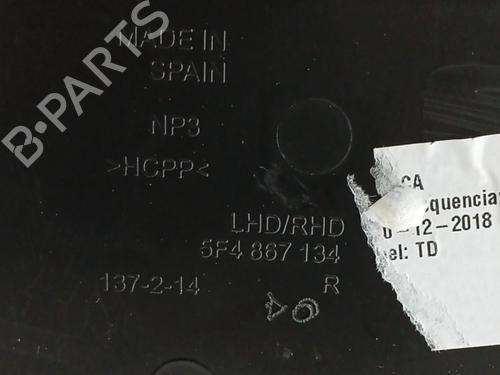 B-PARTS
MADE IN
SPAIN
NP3
>HCPP<
LHD/RHD
5F4 867 134
137-2-14
R
CA
equencia:
0-12-2018
el: TD